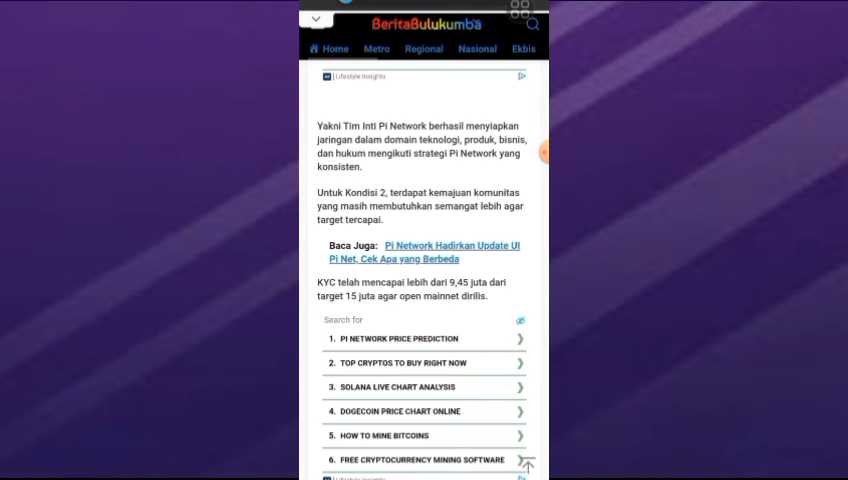 BeritaBulukumba
Home Metro Regional Nasional Ekbis
Ad | Lifestyle Insights
Yakni Tim Inti Pi Network berhasil menyiapkan
jaringan dalam domain teknologi, produk, bisnis,
dan hukum mengikuti strategi Pi Network yang
konsisten.
Untuk Kondisi 2, terdapat kemajuan komunitas
yang masih membutuhkan semangat lebih agar
target tercapai.
Baca Juga: Pi Network Hadirkan Update UI
Pi Net, Cek Apa yang Berbeda
KYC telah mencapai lebih dari 9,45 juta dari
target 15 juta agar open mainnet dirilis.
Search for
1. PI NETWORK PRICE PREDICTION
2. TOP CRYPTOS TO BUY RIGHT NOW
3. SOLANA LIVE CHART ANALYSIS
4. DOGECOIN PRICE CHART ONLINE
5. HOW TO MINE BITCOINS
6. FREE CRYPTOCURRENCY MINING SOFTWARE
Ad | Lifestyle Insights